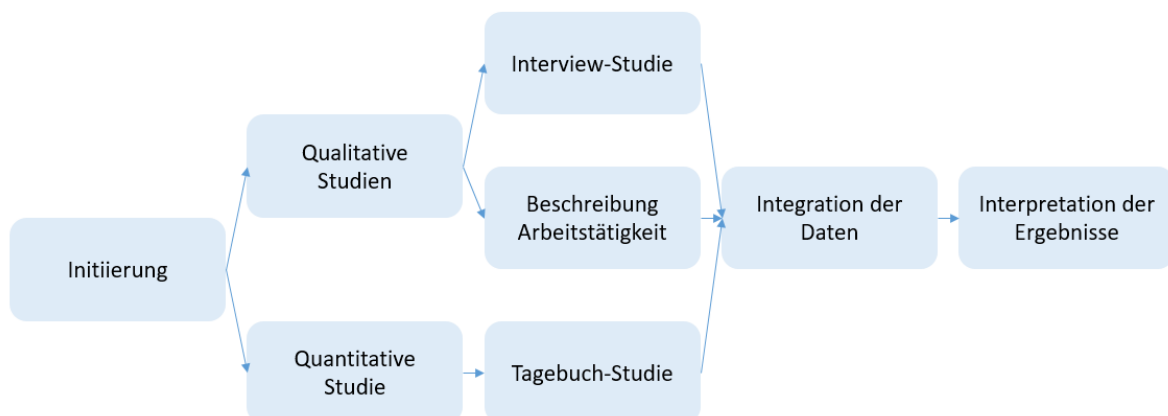 Initiierung
Qualitative
Studien
Quantitative
Studie
Interview-Studie
Beschreibung
Arbeitstätigkeit
Tagebuch-Studie
Integration der
Daten
Interpretation der
Ergebnisse